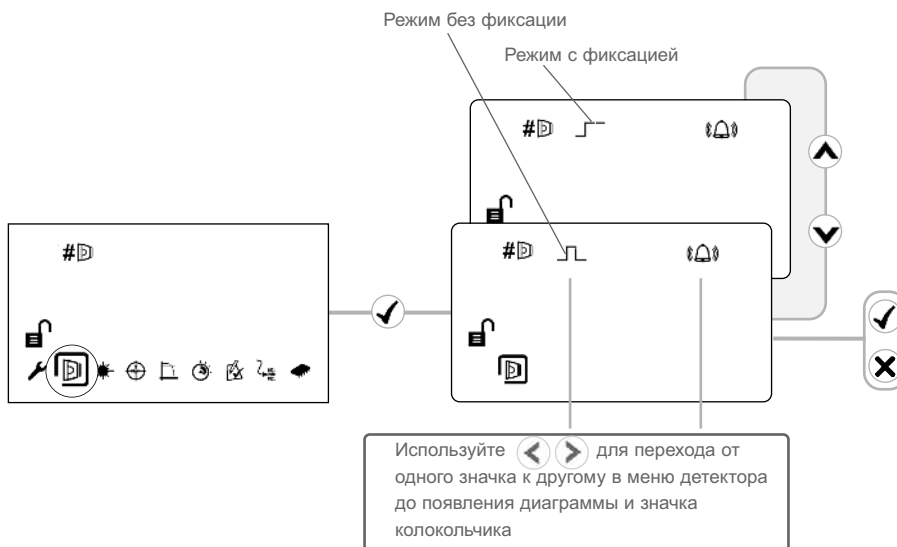 Режим без фиксации
Режим с фиксацией
#
#
#
Используйте для перехода от
одного значка к другому в меню детектора
до появления диаграммы и значка
колокольчика